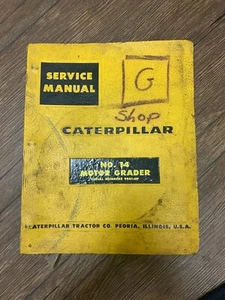 SERVICE
MANUAL
G
Shop
CATERPILLAR
NO. 14
MOTOR GRADER
CATERPILLAR TRACTOR CO. PEORIA, ILLINOIS, U.S.A.